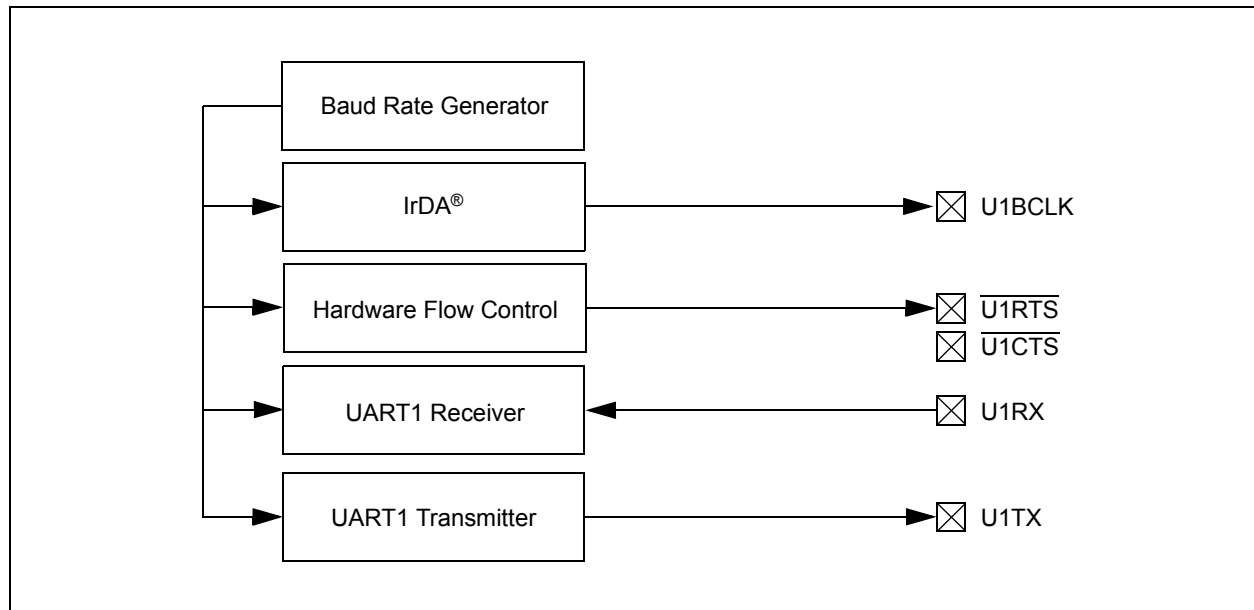 Baud Rate Generator
IrDA®
U1BCLK
Hardware Flow Control
U1RTS
U1CTS
UART1 Receiver
U1RX
UART1 Transmitter
U1TX